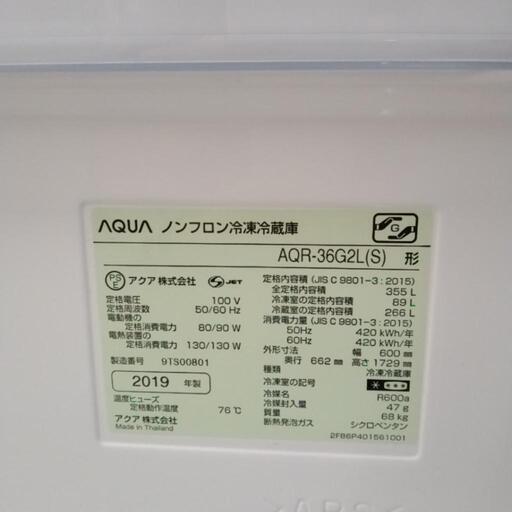 AQUA ノンフロン冷凍冷蔵庫
G
AQR-36G2L(S) 形
PS E アクア株式会社 JET
定格電圧 100 V
定格周波数 50/60 Hz
電動機の
定格消費電力 80/90 W
電熱装置の
定格消費電力 130/130 W
製造番号 9TS00801
2019 年製
温度ヒューズ
定格動作温度 76℃
アクア株式会社
Made in Thailand
定格内容積 (JIS C 9801-3 : 2015)
全定格内容積 355 L
冷凍室の定格内容積 89 L
冷蔵室の定格内容積 266 L
消費電力量 (JIS C 9801-3 : 2015)
50Hz 420 kWh/年
60Hz 420 kWh/年
外形寸法 幅 600 mm
奥行 662 mm 高さ 1729 mm
種類 冷凍冷蔵庫
冷凍室の記号
冷媒名 R600a
冷媒封入量 47 g
質量 68 kg
断熱発泡ガス シクロペンタン
2FB6P401561001
>ABS<